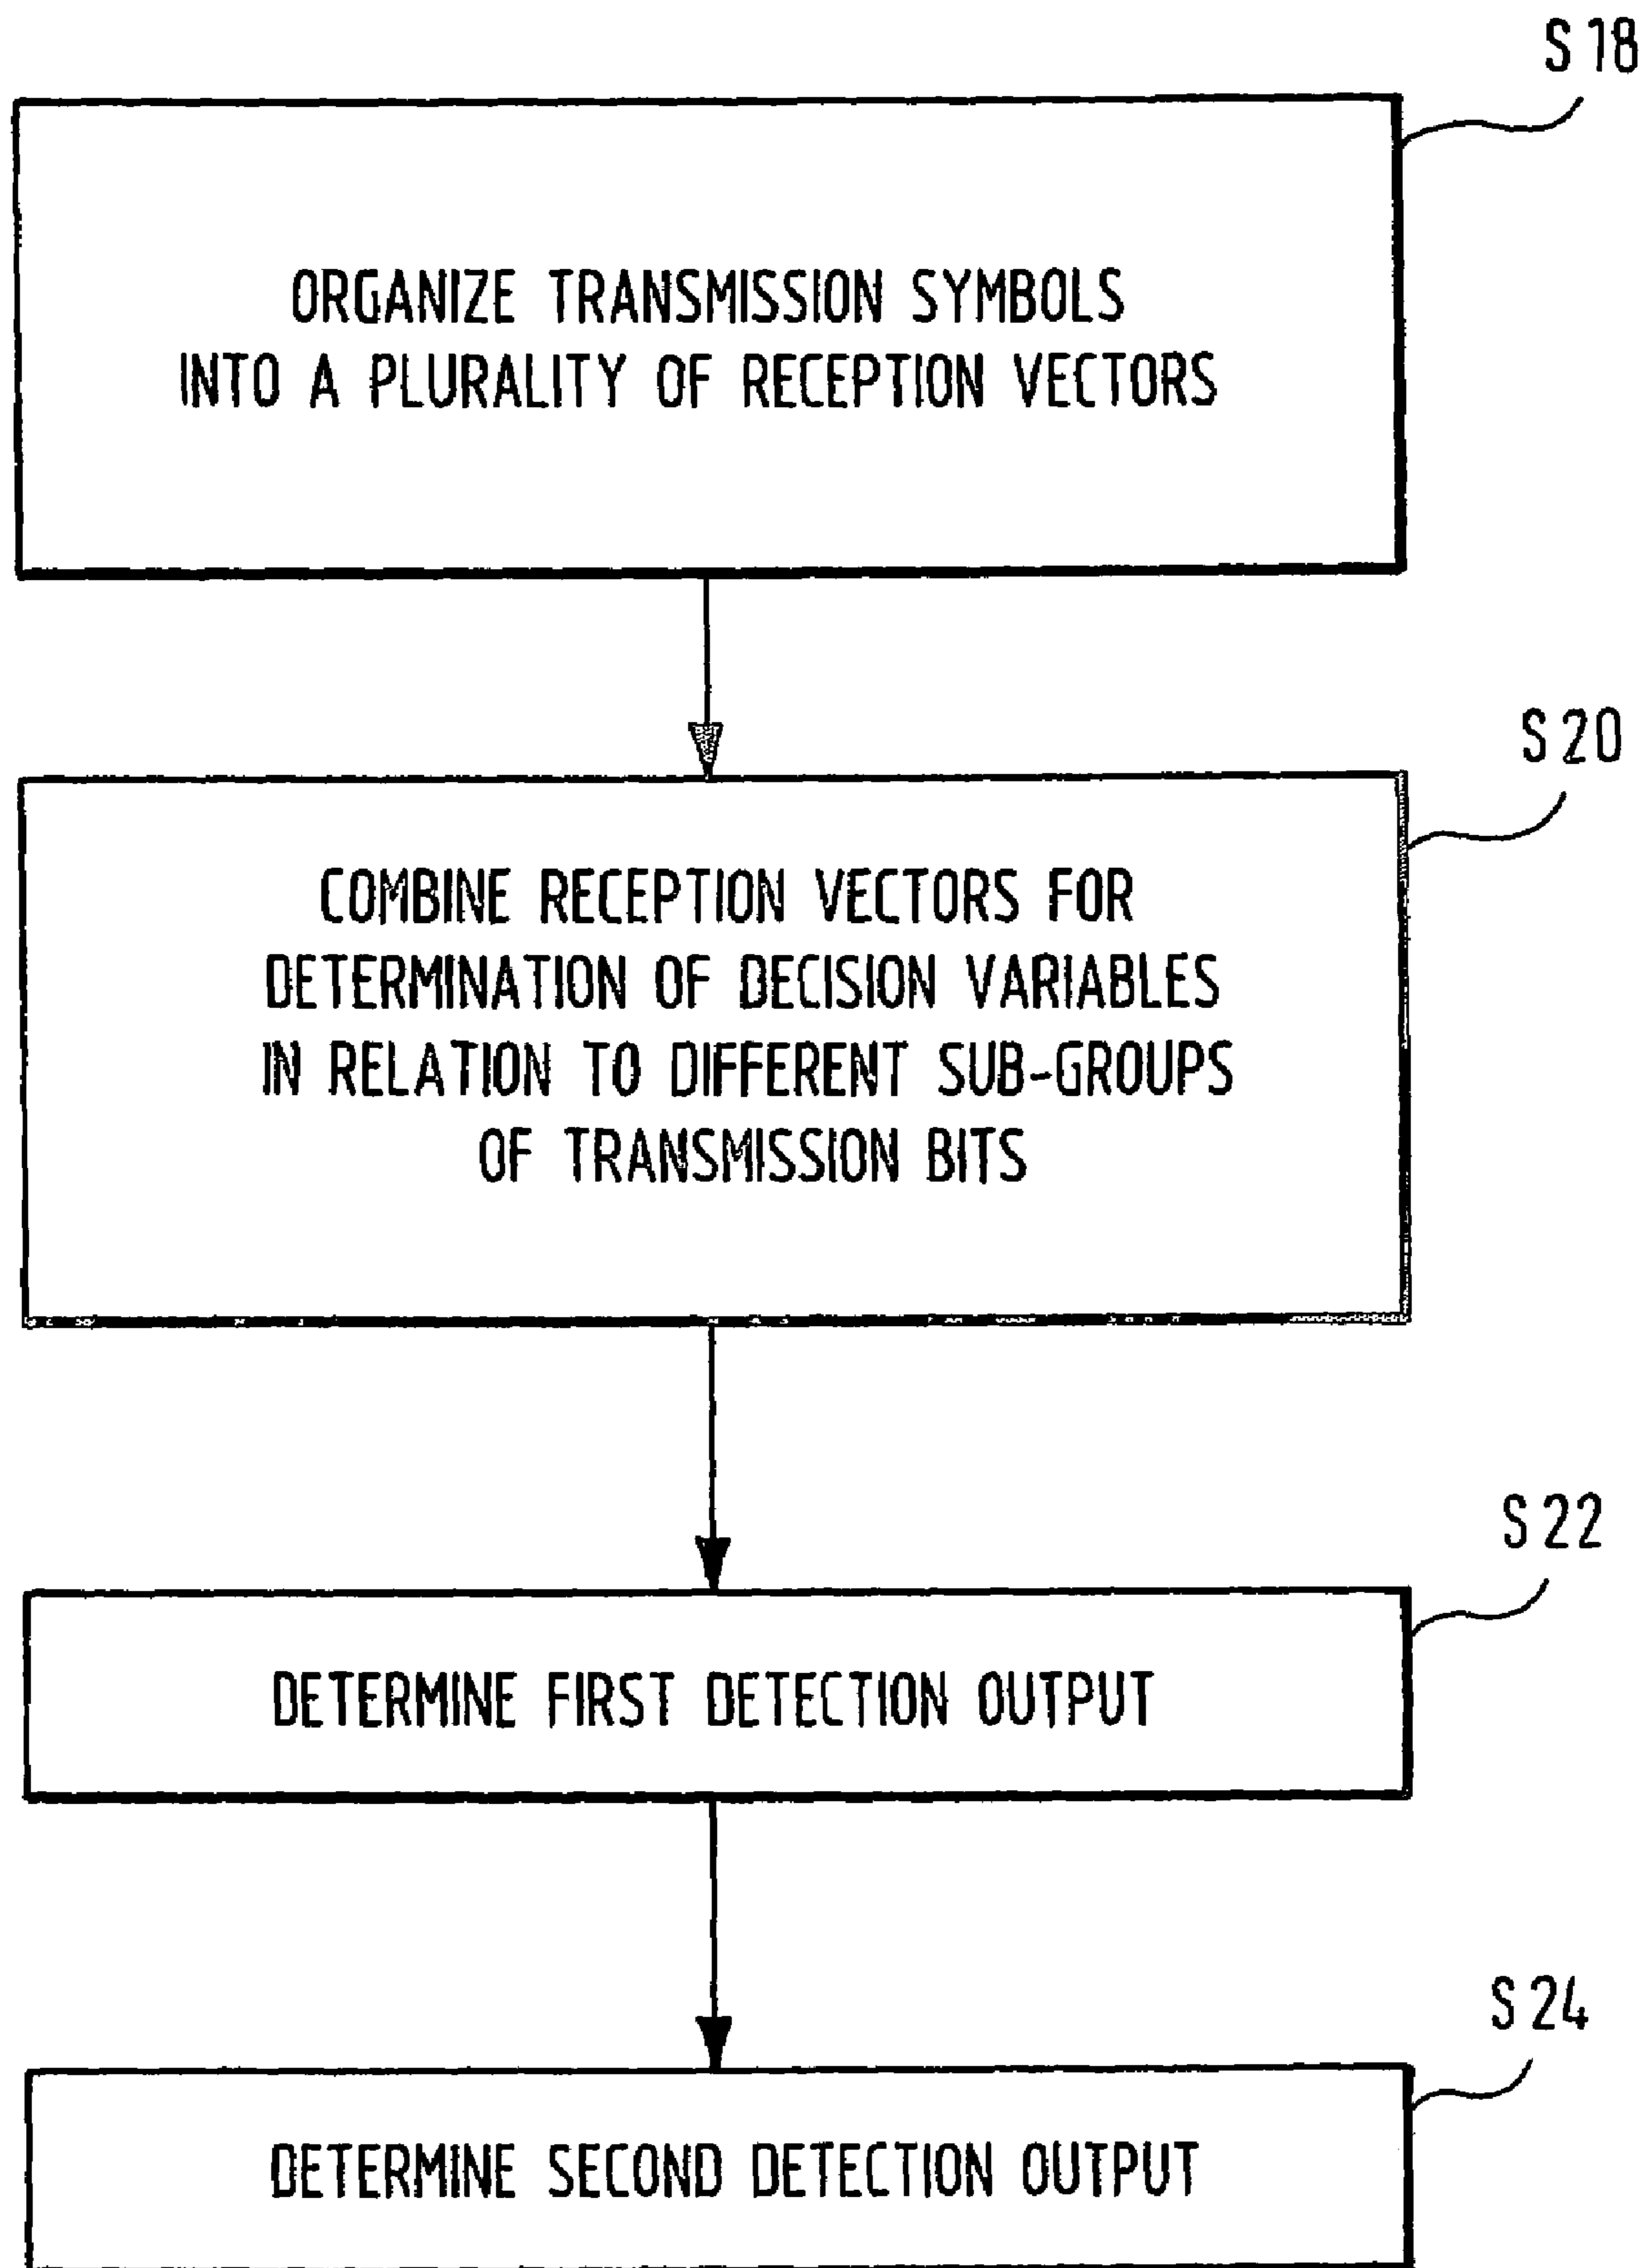 S 18
ORGANIZE TRANSMISSION SYMBOLS
INTO A PLURALITY OF RECEPTION VECTORS
S 20
COMBINE RECEPTION VECTORS FOR
DETERMINATION OF DECISION VARIABLES
IN RELATION TO DIFFERENT SUB-GROUPS
OF TRANSMISSION BITS
S 22
DETERMINE FIRST DETECTION OUTPUT
S 24
DETERMINE SECOND DETECTION OUTPUT